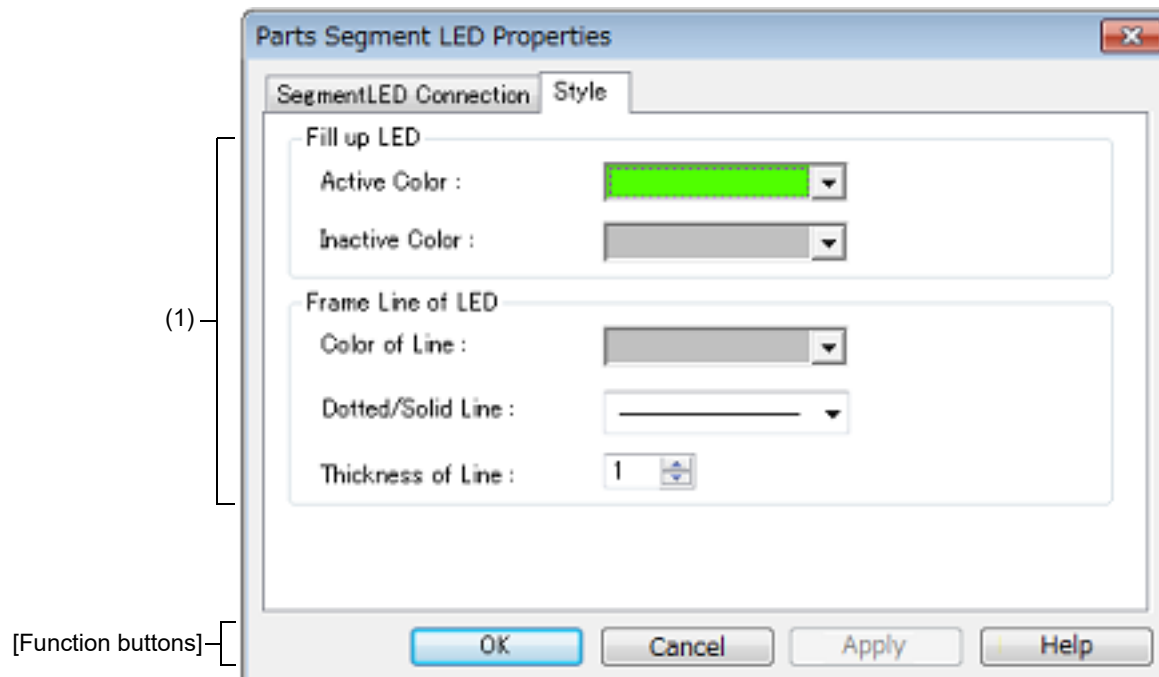 Parts Segment LED Properties
SegmentLED Connection Style
Fill up LED
Active Color :
Inactive Color :
(1)
Frame Line of LED
Color of Line :
Dotted/Solid Line :
Thickness of Line : 1
[Function buttons]
OK Cancel Apply Help